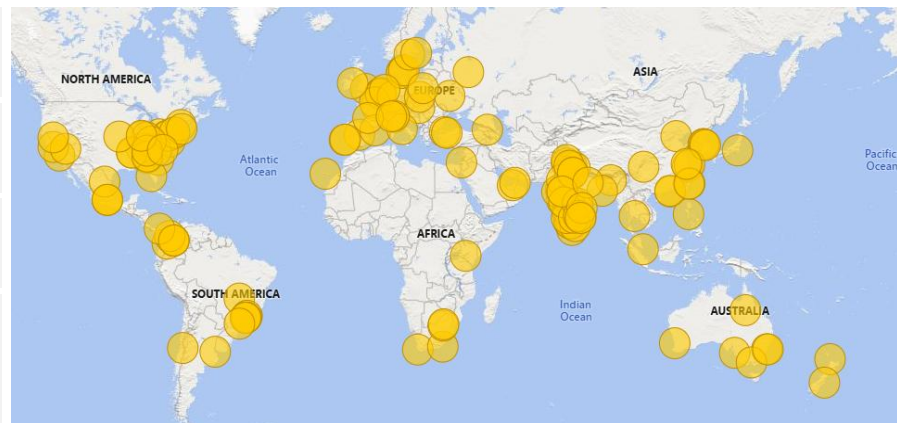 NORTH AMERICA
ASIA
EUROPE
Atlantic
Ocean
Pacific
Ocean
AFRICA
SOUTH AMERICA
Indian
Ocean
AUSTRALIA